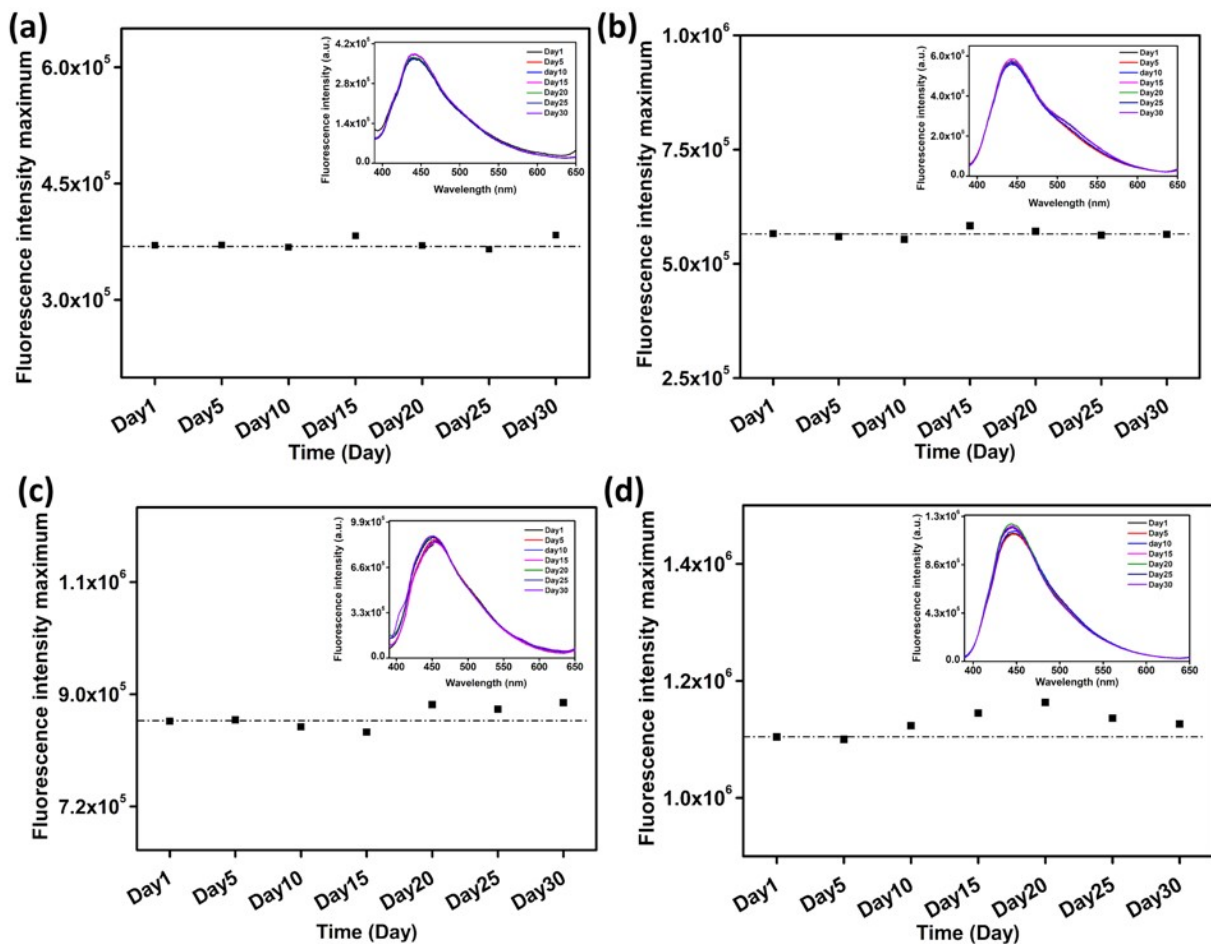 (a)
Fluorescence intensity maximum
6.0x10⁵
4.5x10⁵
3.0x10⁵
Day1 Day5 Day10 Day15 Day20 Day25 Day30
Time (Day)
Fluorescence intensity (a.u.)
4.2x10⁵
2.8x10⁵
1.4x10⁵
0.0
400 450 500 550 600 650
Wavelength (nm)
Day1
Day5
day10
Day15
Day20
Day25
Day30
(b)
Fluorescence intensity maximum
1.0x10⁶
7.5x10⁵
5.0x10⁵
2.5x10⁵
Day1 Day5 Day10 Day15 Day20 Day25 Day30
Time (Day)
Fluorescence intensity (a.u.)
6.0x10⁵
4.0x10⁵
2.0x10⁵
0.0
400 450 500 550 600 650
Wavelength (nm)
Day1
Day5
day10
Day15
Day20
Day25
Day30
(c)
Fluorescence intensity maximum
1.1x10⁶
9.0x10⁵
7.2x10⁵
Day1 Day5 Day10 Day15 Day20 Day25 Day30
Time (Day)
Fluorescence intensity (a.u.)
9.9x10⁵
6.6x10⁵
3.3x10⁵
0.0
400 450 500 550 600 650
Wavelength (nm)
Day1
Day5
day10
Day15
Day20
Day25
Day30
(d)
Fluorescence intensity maximum
1.4x10⁶
1.2x10⁶
1.0x10⁶
Day1 Day5 Day10 Day15 Day20 Day25 Day30
Time (Day)
Fluorescence intensity (a.u.)
1.3x10⁶
8.6x10⁵
4.3x10⁵
0.0
400 450 500 550 600 650
Wavelength (nm)
Day1
Day5
day10
Day15
Day20
Day25
Day30